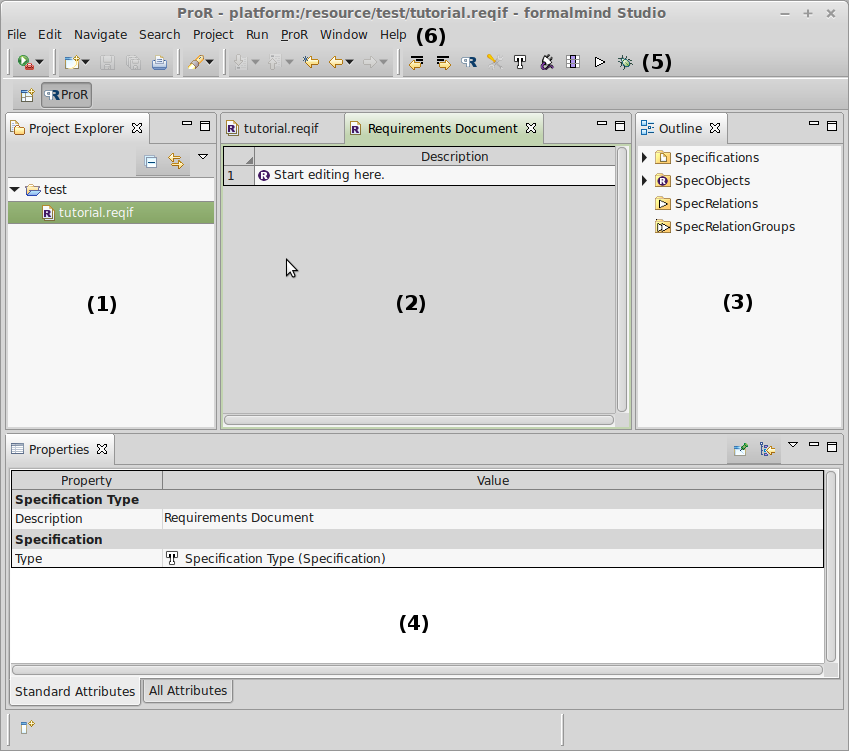 ProR - platform:/resource/test/tutorial.reqif - formalmind Studio
File Edit Navigate Search Project Run ProR Window Help (6)
(5)
ProR
Project Explorer
tutorial.reqif Requirements Document
Outline
Description
1 Start editing here.
test
tutorial.reqif
Specifications
SpecObjects
SpecRelations
SpecRelationGroups
(1) (2) (3)
Properties
Property Value
Specification Type
Description Requirements Document
Specification
Type Specification Type (Specification)
(4)
Standard Attributes All Attributes